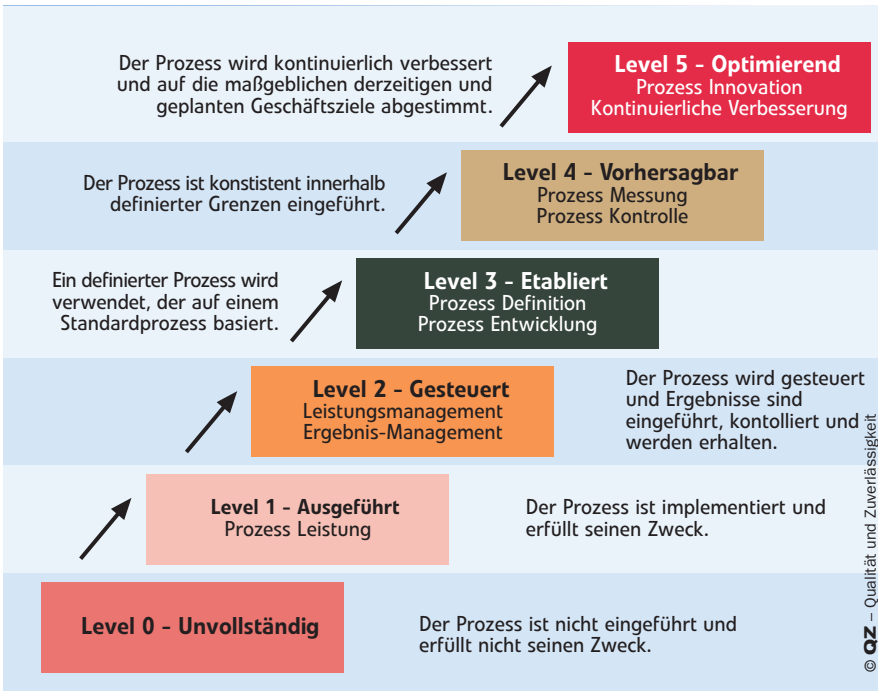 Der Prozess wird kontinuierlich verbessert
und auf die maßgeblichen derzeitigen und
geplanten Geschäftsziele abgestimmt.
Level 5 - Optimierend
Prozess Innovation
Kontinuierliche Verbesserung
Der Prozess ist konstistent innerhalb
definierter Grenzen eingeführt.
Level 4 - Vorhersagbar
Prozess Messung
Prozess Kontrolle
Ein definierter Prozess wird
verwendet, der auf einem
Standardprozess basiert.
Level 3 - Etabliert
Prozess Definition
Prozess Entwicklung
Level 2 - Gesteuert
Leistungsmanagement
Ergebnis-Management
Der Prozess wird gesteuert
und Ergebnisse sind
eingeführt, kontolliert und
werden erhalten.
Level 1 - Ausgeführt
Prozess Leistung
Der Prozess ist implementiert und
erfüllt seinen Zweck.
Level 0 - Unvollständig
Der Prozess ist nicht eingeführt und
erfüllt nicht seinen Zweck.
© QZ – Qualität und Zuverlässigkeit